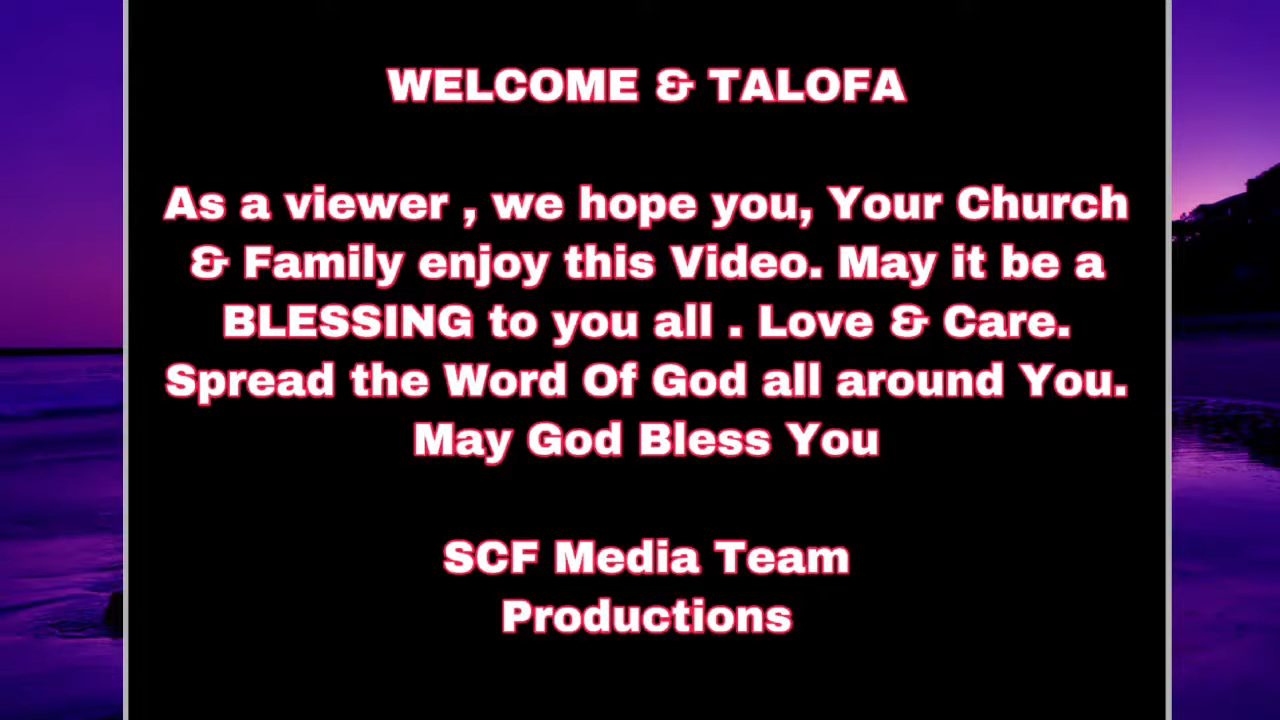 WELCOME & TALOFA
As a viewer , we hope you, Your Church
& Family enjoy this Video. May it be a
BLESSING to you all . Love & Care.
Spread the Word Of God all around You.
May God Bless You
SCF Media Team
Productions